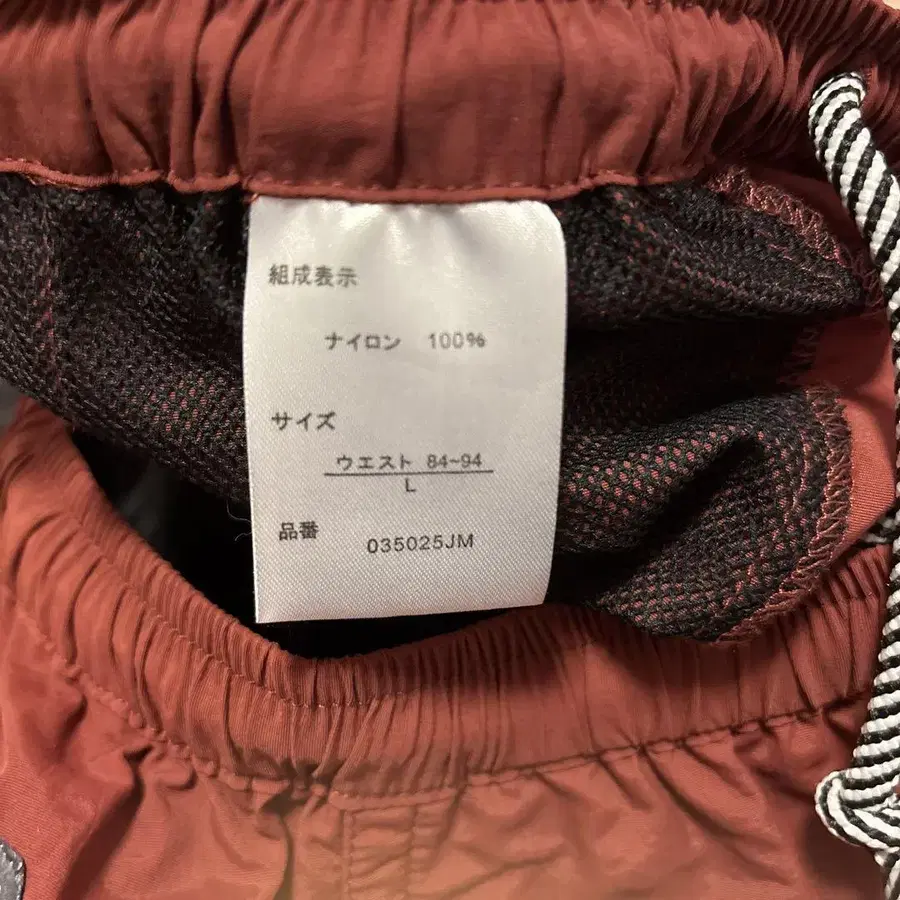 組成表示
ナイロン 100%
サイズ
ウエスト 84~94
L
品番
035025JM